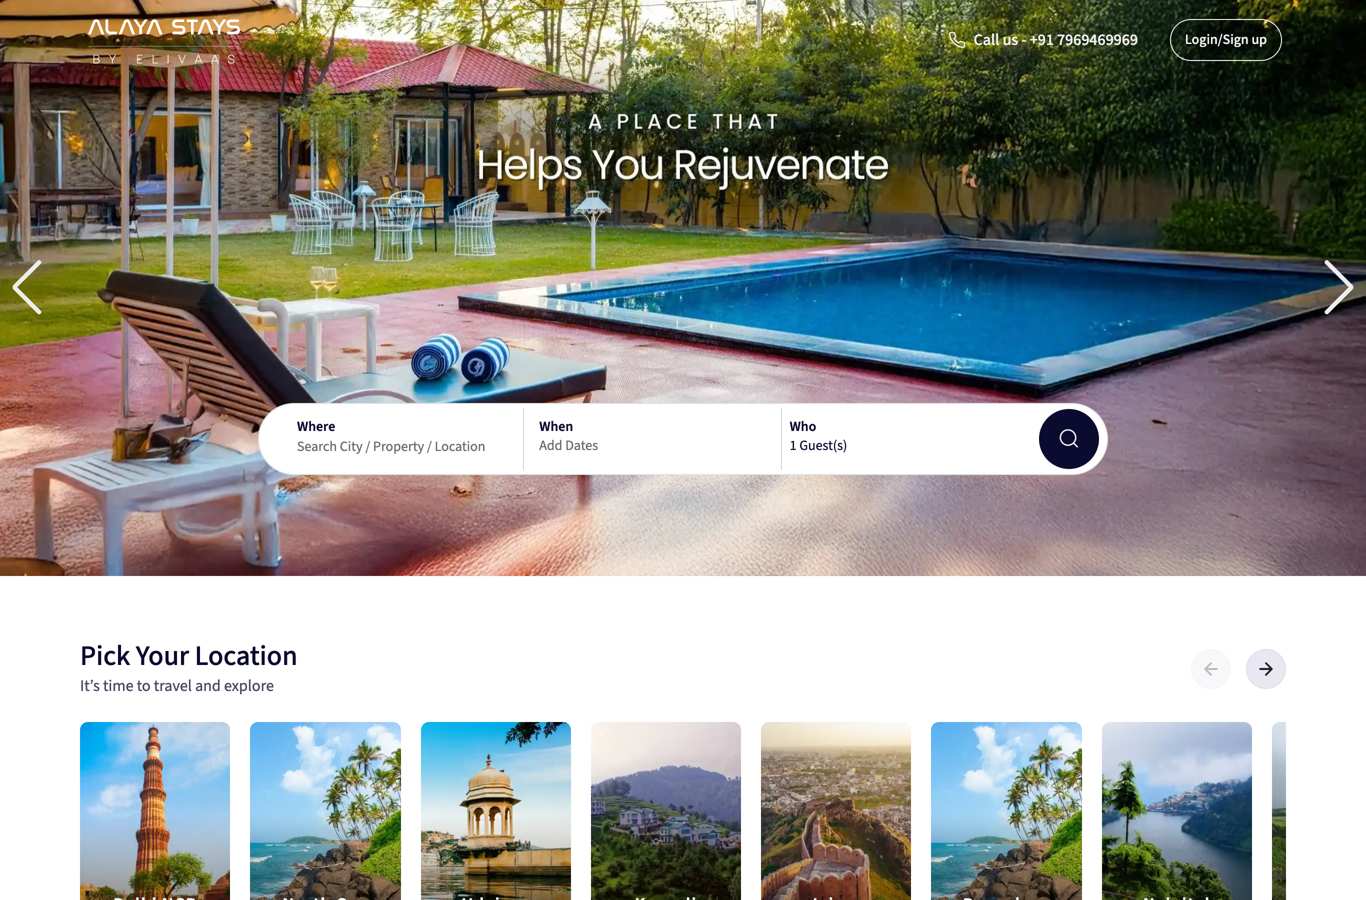 ALAYA STAYS
BY ELIVAAS
Call us - +91 7969469969
Login/Sign up
A PLACE THAT
Helps You Rejuvenate
Where
Search City / Property / Location
When
Add Dates
Who
1 Guest(s)
Pick Your Location
It's time to travel and explore